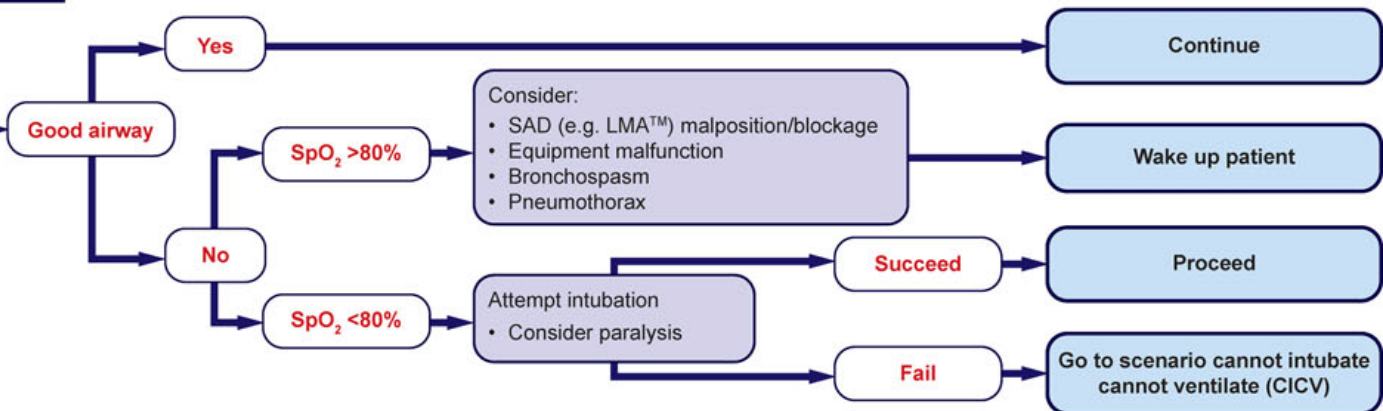 Yes
Continue
Good airway
Consider:
• SAD (e.g. LMA™) malposition/blockage
• Equipment malfunction
• Bronchospasm
• Pneumothorax
SpO₂ >80%
Wake up patient
No
Succeed
Proceed
Attempt intubation
• Consider paralysis
SpO₂ <80%
Fail
Go to scenario cannot intubate
cannot ventilate (CICV)